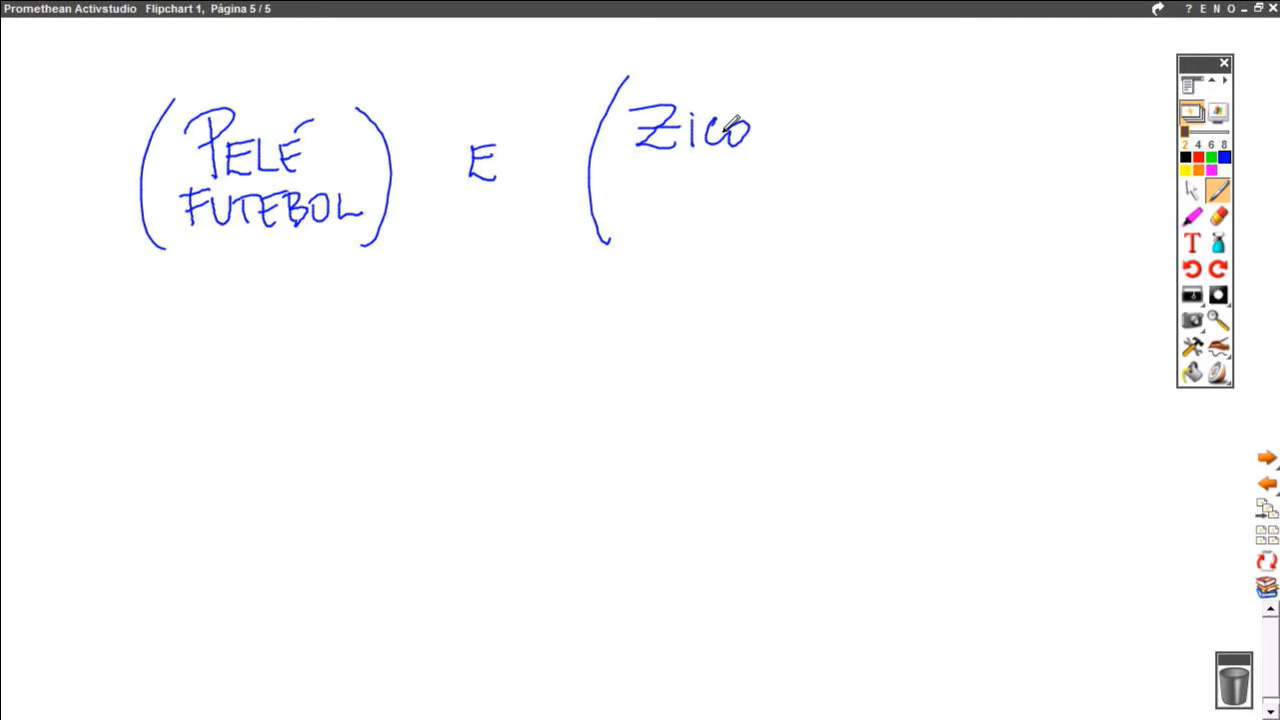 Promethean Activstudio Flipchart 1, Página 5 / 5
? E N O
2 4 6 8
T
(PELÉ
FUTEBOL)
E
(Zico